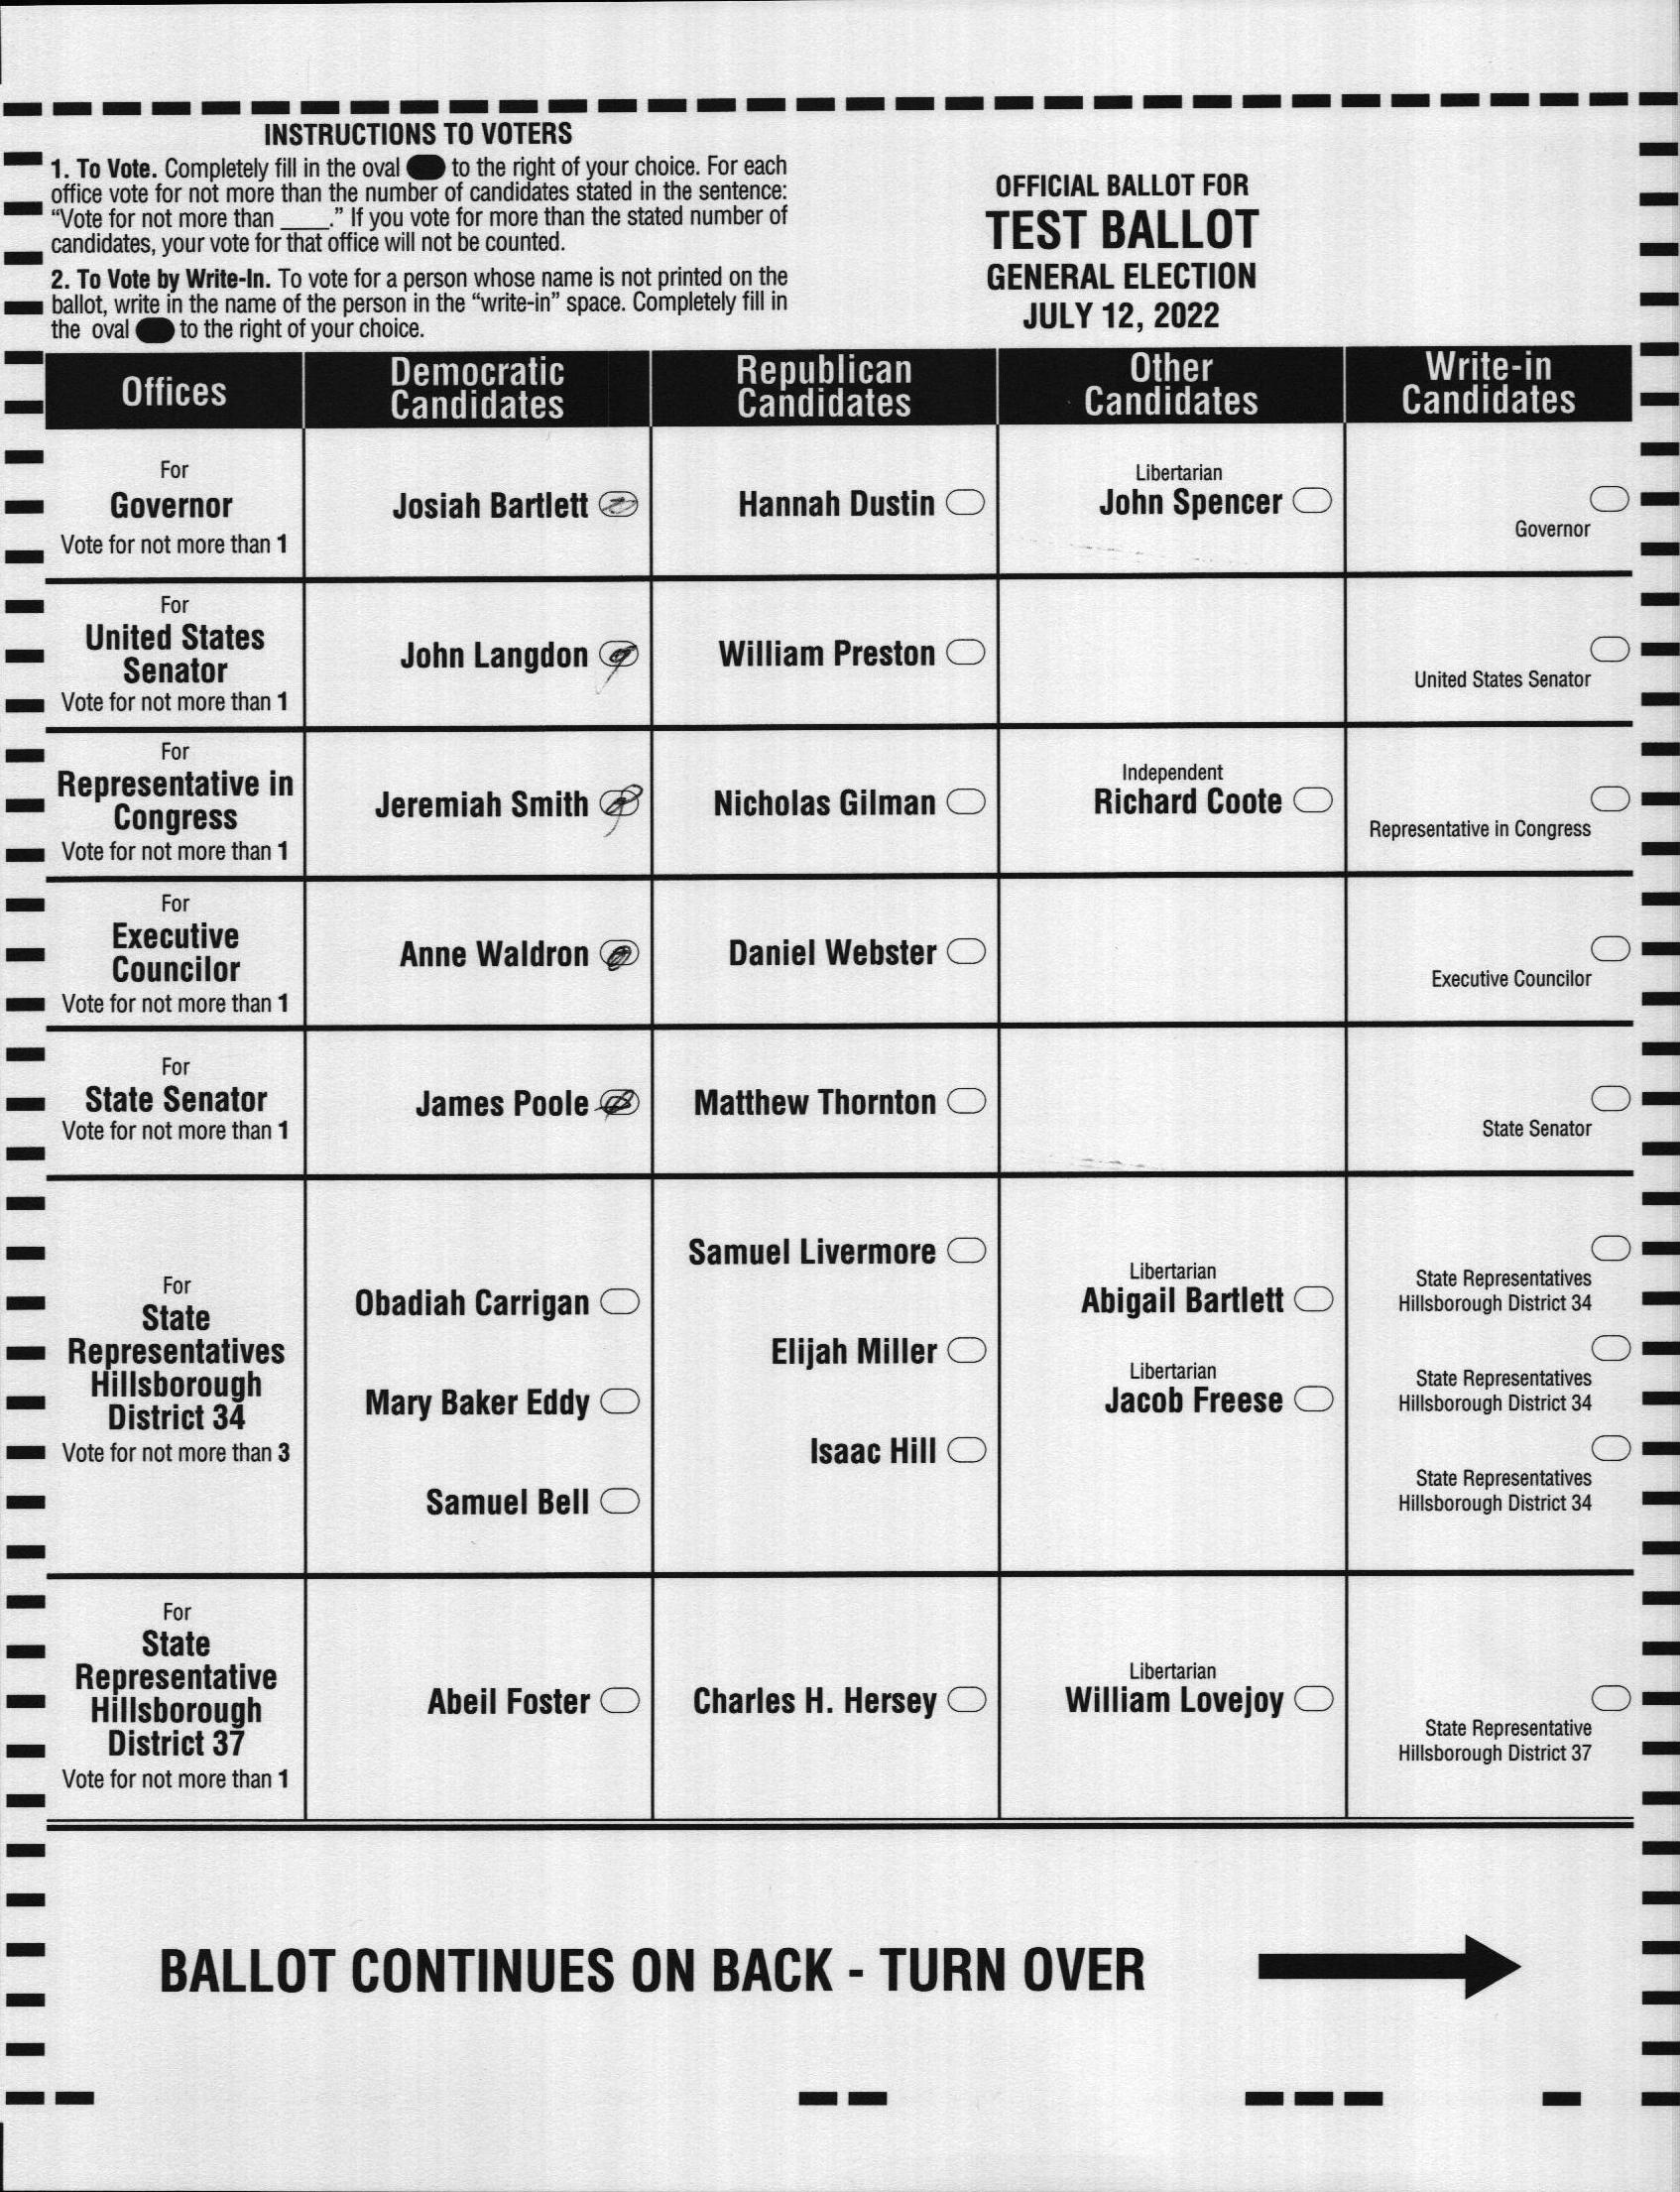 INSTRUCTIONS TO VOTERS
1. To Vote. Completely fill in the oval to the right of your choice. For each
office vote for not more than the number of candidates stated in the sentence:
“Vote for not more than ____.” If you vote for more than the stated number of
candidates, your vote for that office will not be counted.
2. To Vote by Write-In. To vote for a person whose name is not printed on the
ballot, write in the name of the person in the “write-in” space. Completely fill in
the oval to the right of your choice.
OFFICIAL BALLOT FOR
TEST BALLOT
GENERAL ELECTION
JULY 12, 2022
Offices
Democratic
Candidates
Republican
Candidates
Other
Candidates
Write-in
Candidates
For
Governor
Vote for not more than 1
Josiah Bartlett
Hannah Dustin
Libertarian
John Spencer
Governor
For
United States
Senator
Vote for not more than 1
John Langdon
William Preston
United States Senator
For
Representative in
Congress
Vote for not more than 1
Jeremiah Smith
Nicholas Gilman
Independent
Richard Coote
Representative in Congress
For
Executive
Councilor
Vote for not more than 1
Anne Waldron
Daniel Webster
Executive Councilor
For
State Senator
Vote for not more than 1
James Poole
Matthew Thornton
State Senator
For
State
Representatives
Hillsborough
District 34
Vote for not more than 3
Obadiah Carrigan
Mary Baker Eddy
Samuel Bell
Samuel Livermore
Elijah Miller
Isaac Hill
Libertarian
Abigail Bartlett
Libertarian
Jacob Freese
State Representatives
Hillsborough District 34
State Representatives
Hillsborough District 34
State Representatives
Hillsborough District 34
For
State
Representative
Hillsborough
District 37
Vote for not more than 1
Abeil Foster
Charles H. Hersey
Libertarian
William Lovejoy
State Representative
Hillsborough District 37
BALLOT CONTINUES ON BACK - TURN OVER